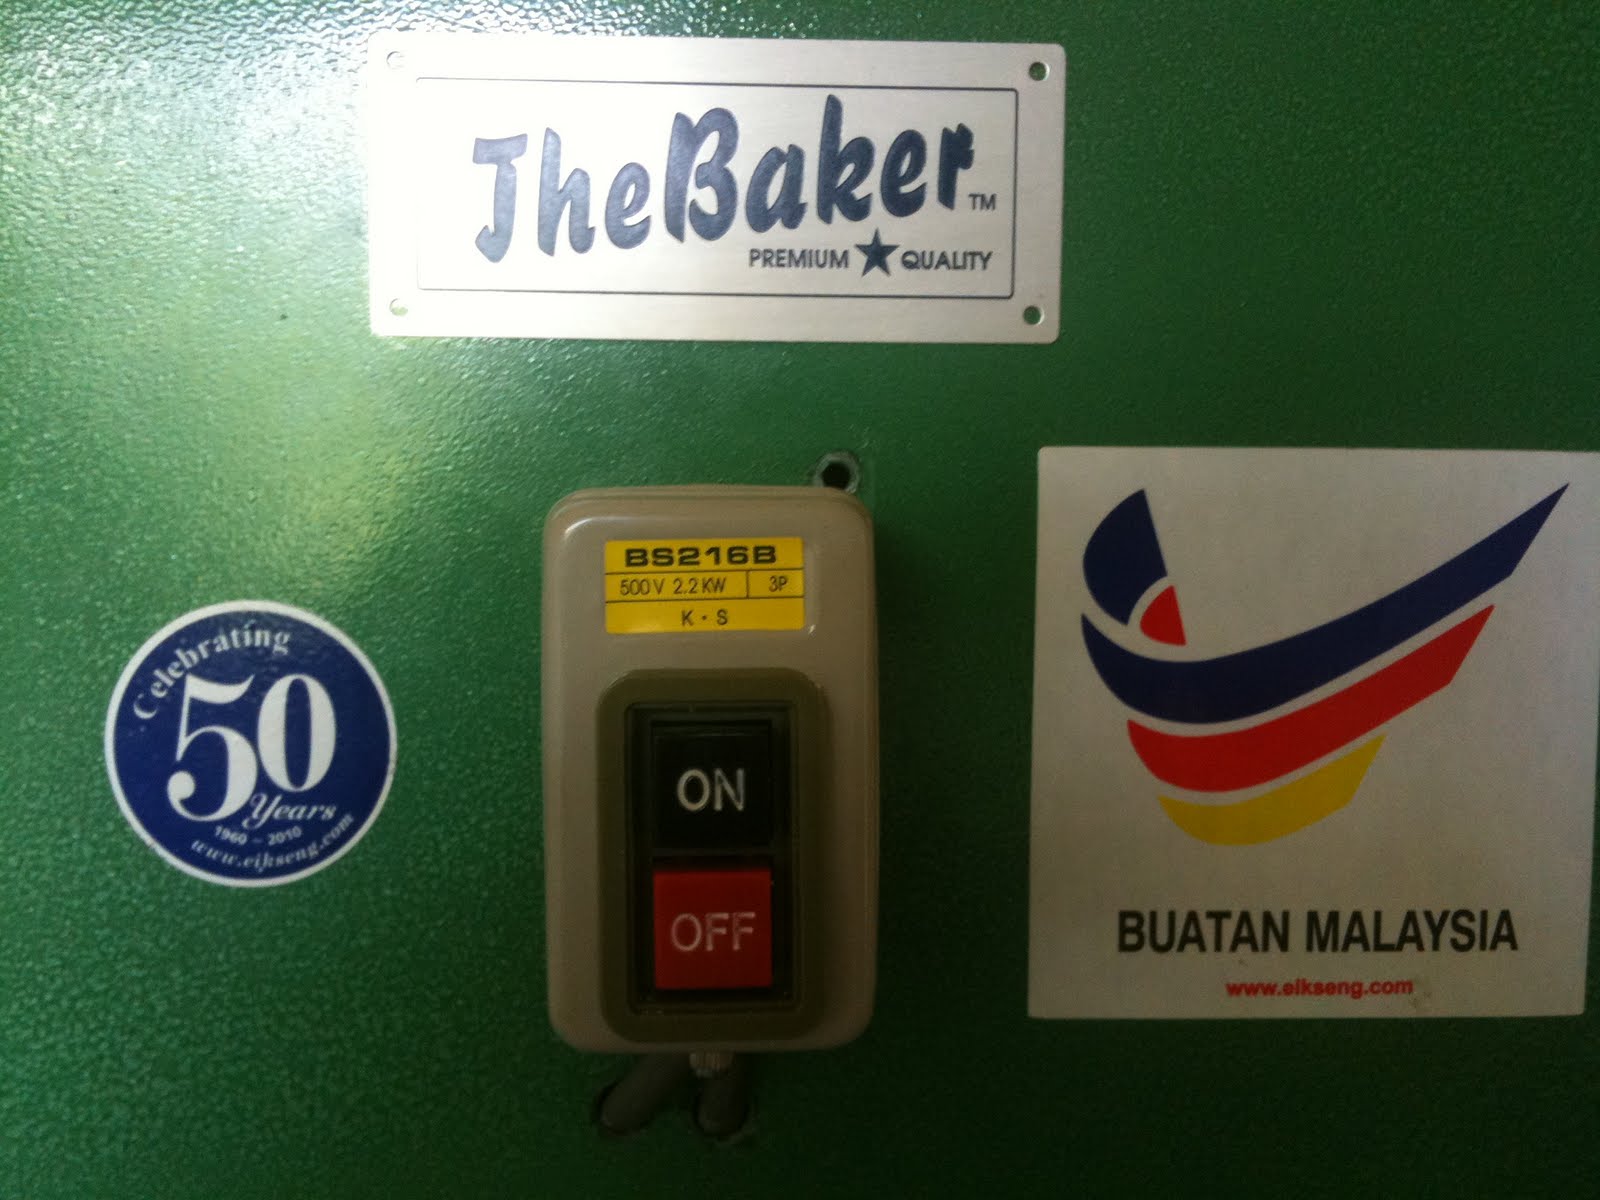 TheBaker TM
PREMIUM ★ QUALITY
BS216B
500V 2.2KW 3P
K · S
ON
OFF
Celebrating
50
Years
1960 ~ 2010
www.eikseng.com
BUATAN MALAYSIA
www.eikseng.com